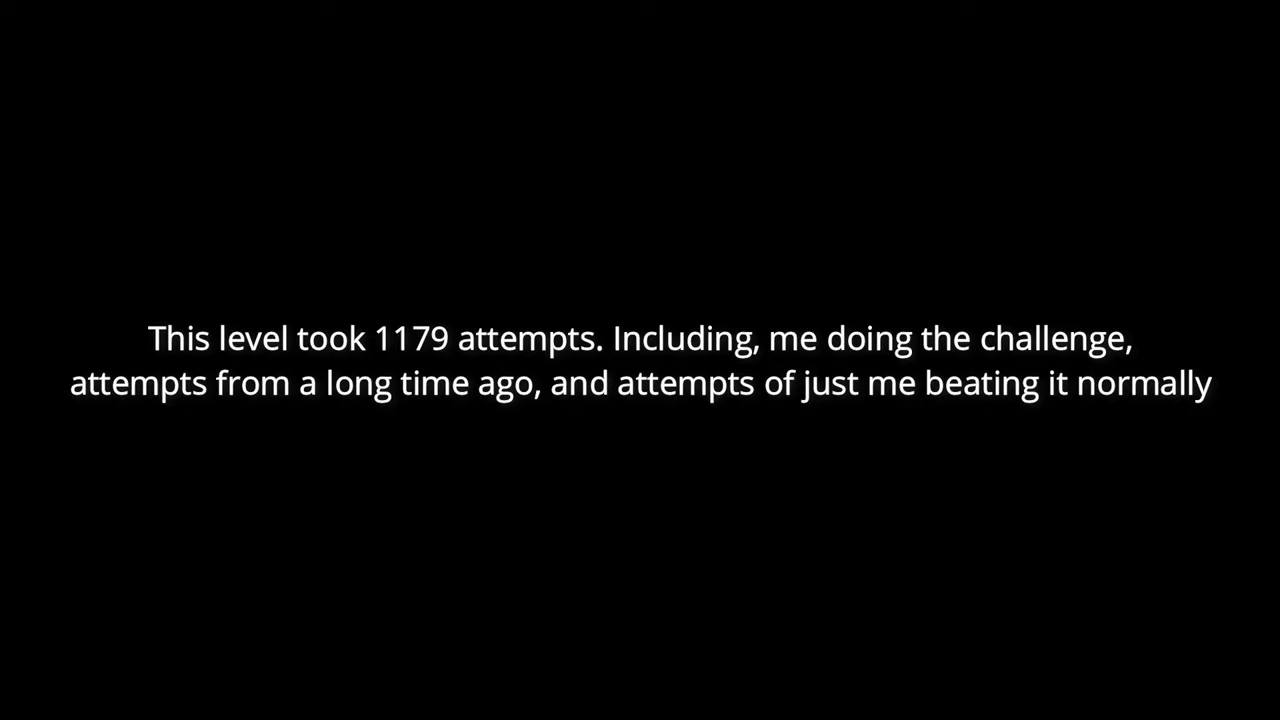 This level took 1179 attempts. Including, me doing the challenge,
attempts from a long time ago, and attempts of just me beating it normally